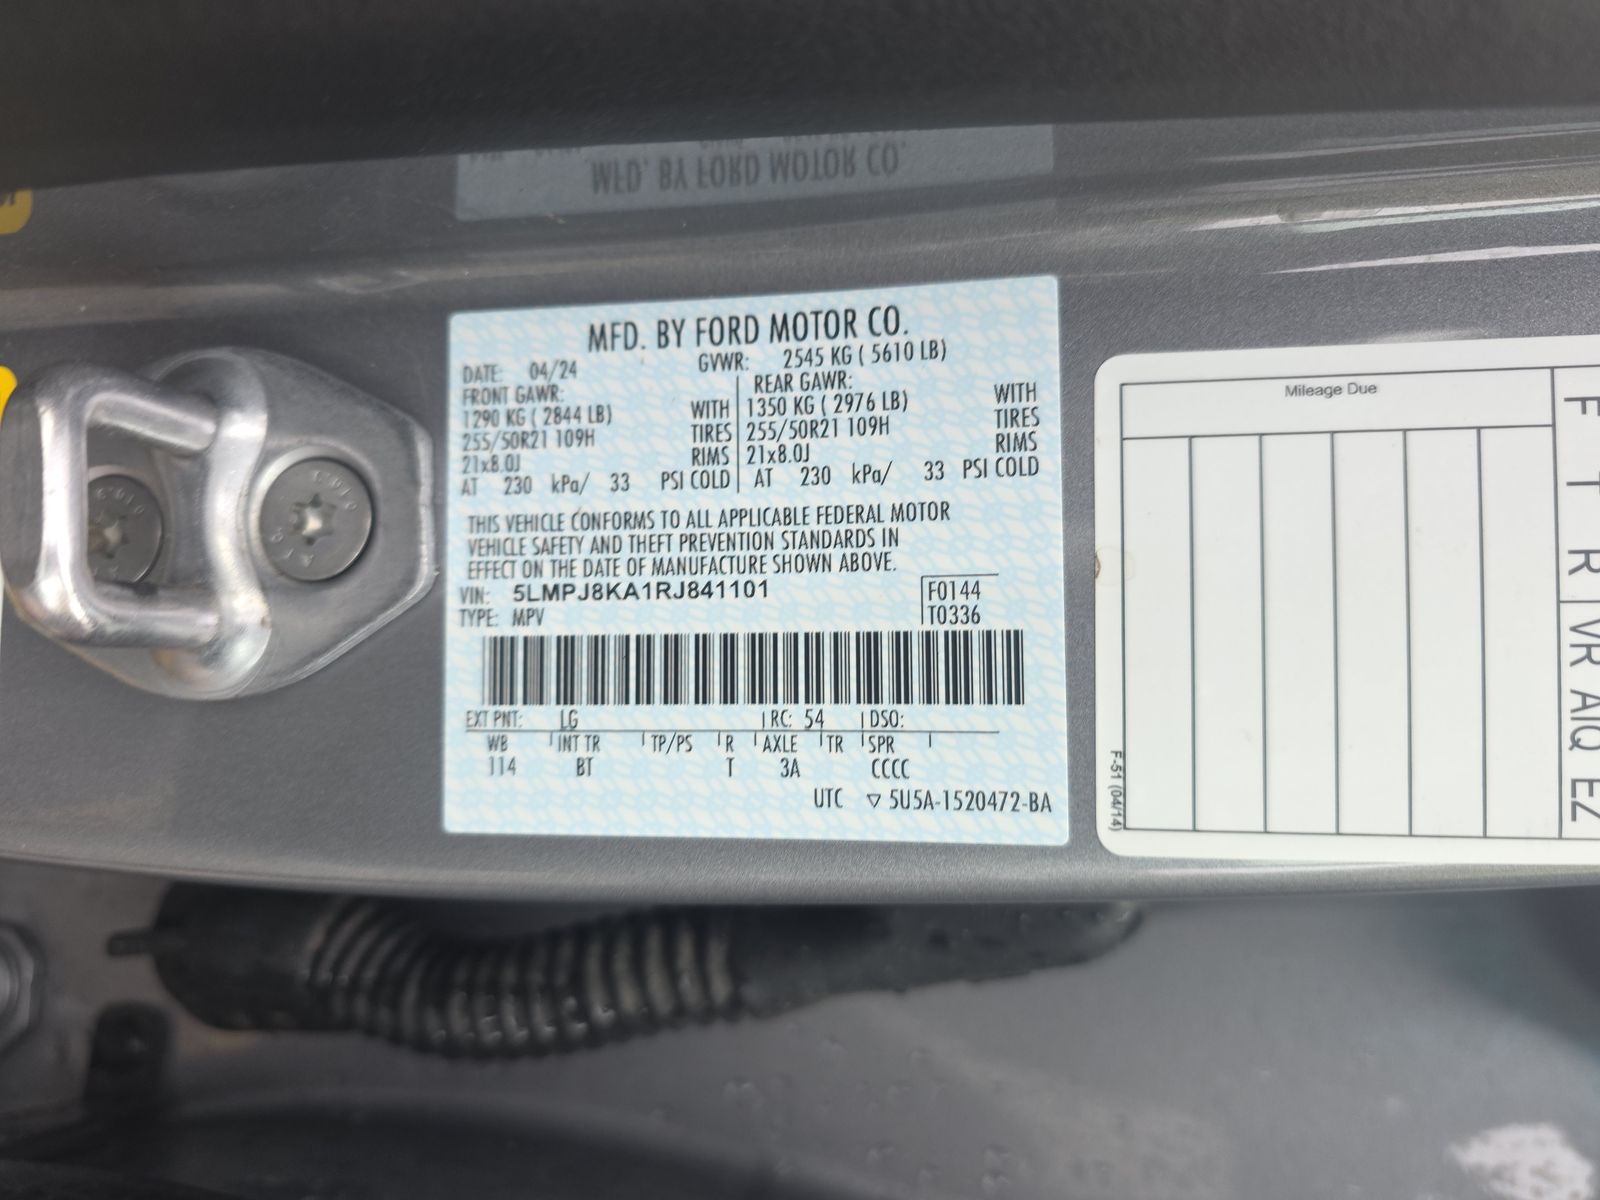 MFD. BY FORD MOTOR CO.
MFD. BY FORD MOTOR CO.
DATE: 04/24 GVWR: 2545 KG ( 5610 LB)
FRONT GAWR: REAR GAWR:
1290 KG ( 2844 LB) WITH 1350 KG ( 2976 LB) WITH
255/50R21 109H TIRES 255/50R21 109H TIRES
21x8.0J RIMS 21x8.0J RIMS
AT 230 kPa/ 33 PSI COLD AT 230 kPa/ 33 PSI COLD
THIS VEHICLE CONFORMS TO ALL APPLICABLE FEDERAL MOTOR
VEHICLE SAFETY AND THEFT PREVENTION STANDARDS IN
EFFECT ON THE DATE OF MANUFACTURE SHOWN ABOVE.
VIN: 5LMPJ8KA1RJ841101 F0144
TYPE: MPV T0336
EXT PNT: LG RC: 54 DSO:
WB INT TR TP/PS R AXLE TR SPR
114 BT T 3A CCCC
UTC ▽ 5U5A-1520472-BA
Mileage Due
F-51 (04/14)